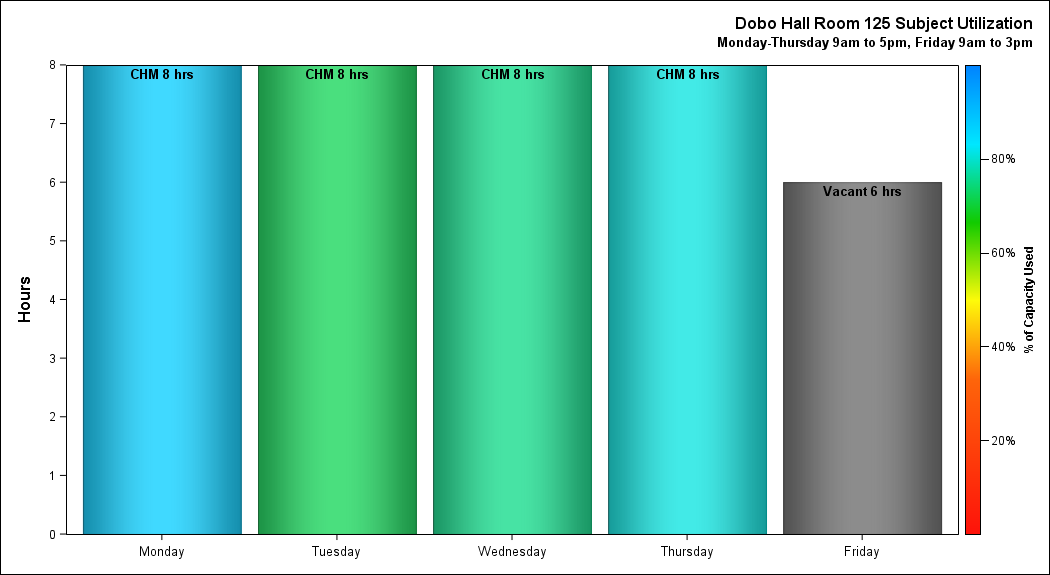 Dobo Hall Room 125 Subject Utilization
Monday-Thursday 9am to 5pm, Friday 9am to 3pm
CHM 8 hrs
CHM 8 hrs
CHM 8 hrs
CHM 8 hrs
Vacant 6 hrs
8
7
6
5
4
3
2
1
0
Hours
Monday
Tuesday
Wednesday
Thursday
Friday
80%
60%
40%
20%
% of Capacity Used